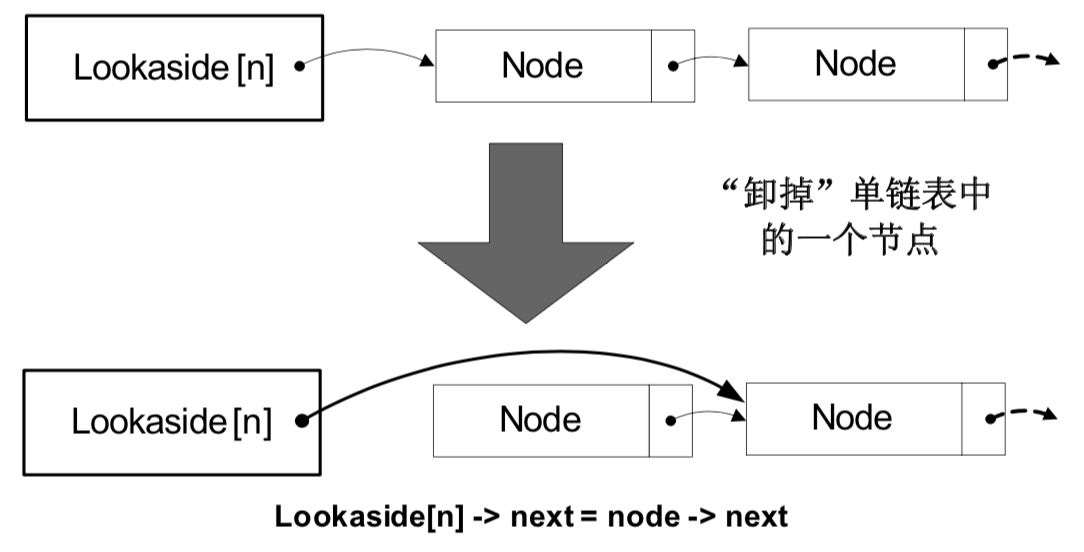 Lookaside [n]
Node
Node
“卸掉”单链表中
的一个节点
Lookaside [n]
Node
Node
Lookaside[n] -> next = node -> next